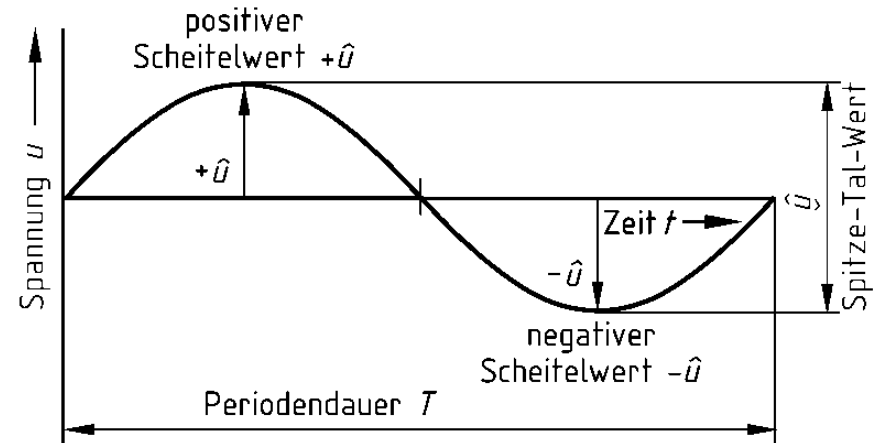 positiver
Scheitelwert +û
Spannung u
+û
Zeit t
-û
û̬
Spitze-Tal-Wert
negativer
Scheitelwert -û
Periodendauer T